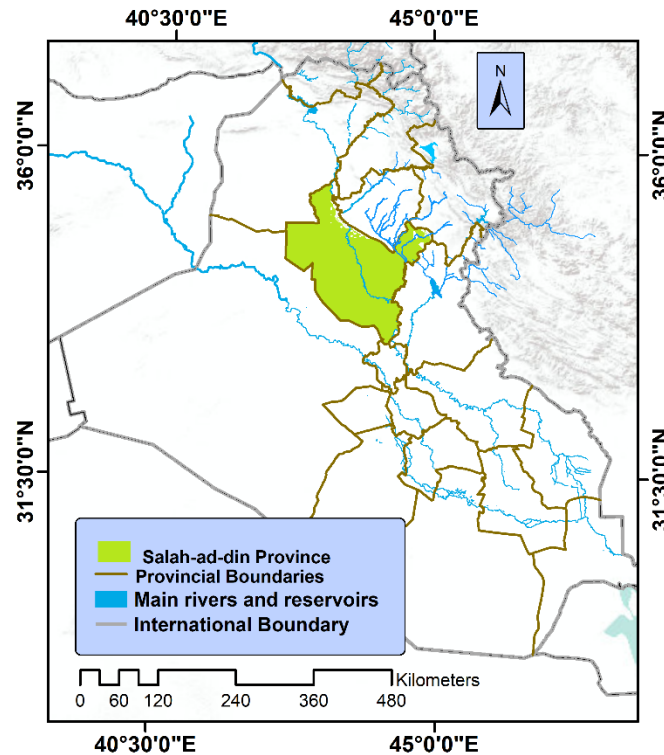 40°30'0"E 45°0'0"E
N
36°0'0"N 36°0'0"N
31°30'0"N 31°30'0"N
Salah-ad-din Province
Provincial Boundaries
Main rivers and reservoirs
International Boundary
Kilometers
0 60 120 240 360 480
40°30'0"E 45°0'0"E